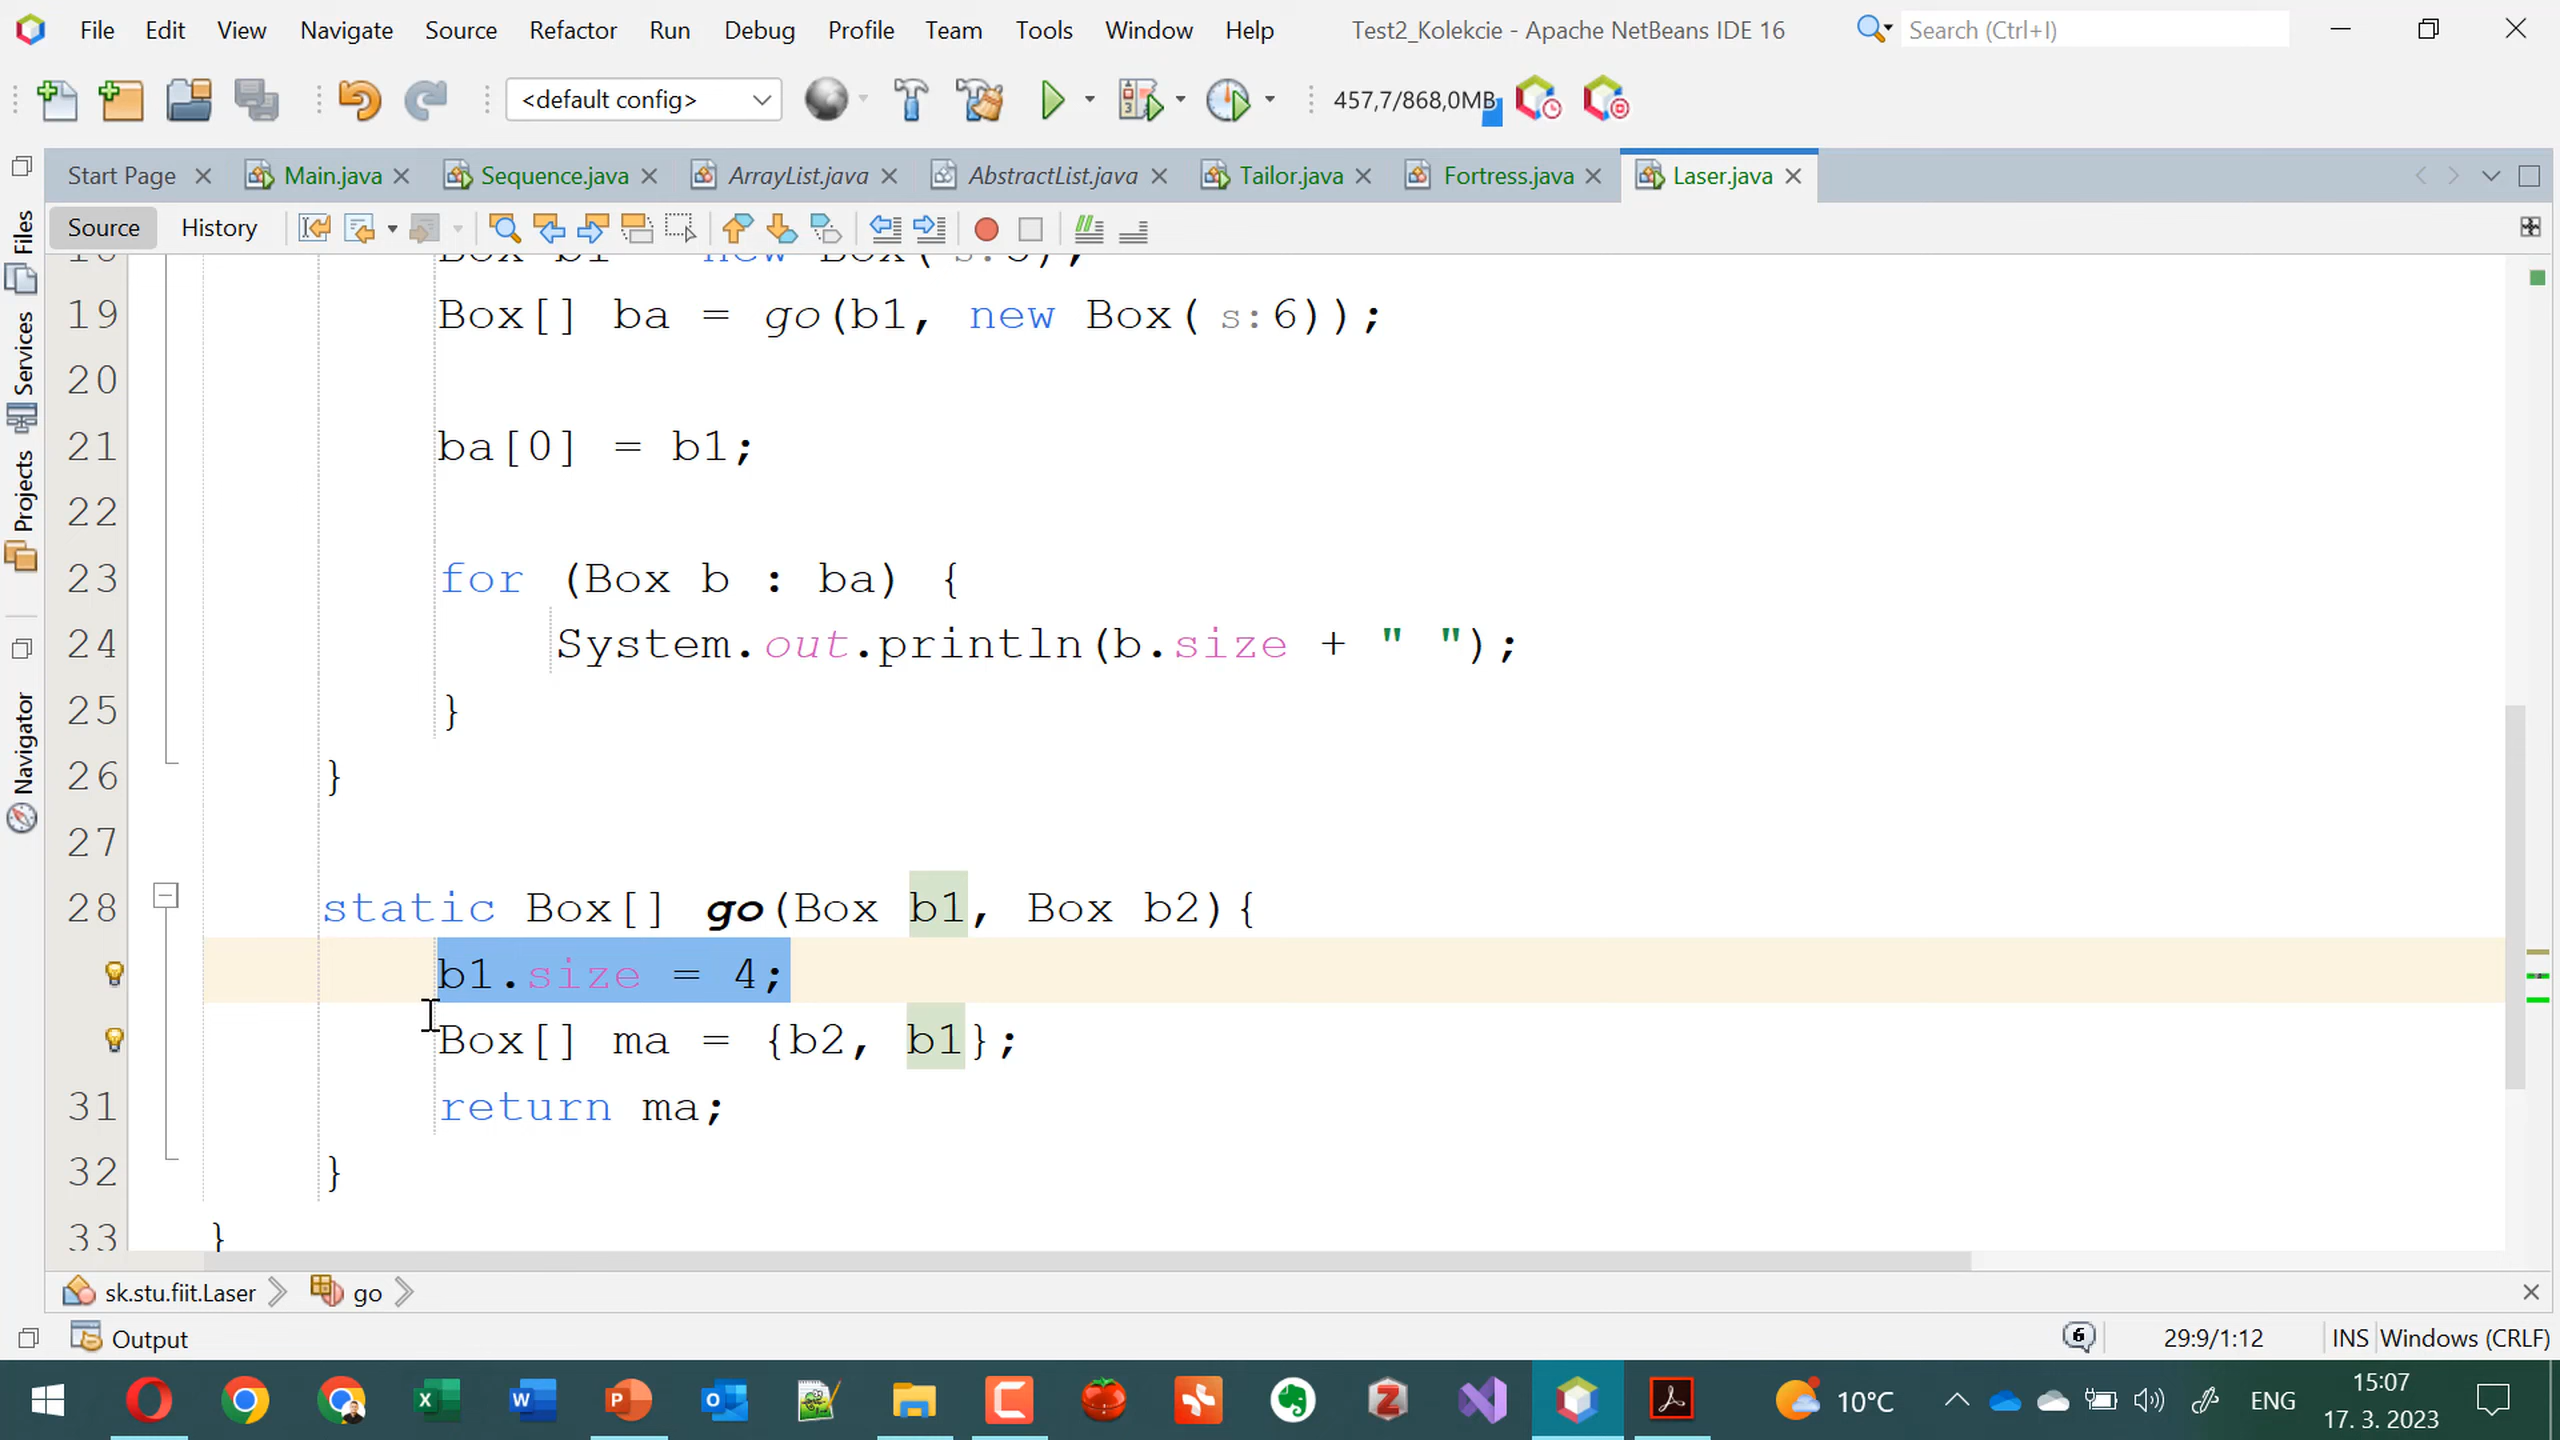 File Edit View Navigate Source Refactor Run Debug Profile Team Tools Window Help Test2_Kolekcie - Apache NetBeans IDE 16 Search (Ctrl+I)
<default config> 457,7/868,0MB
Start Page Main.java Sequence.java ArrayList.java AbstractList.java Tailor.java Fortress.java Laser.java
Source History
Files
Services
Projects
Navigator
19 Box[] ba = go(b1, new Box( s:6));
20
21 ba[0] = b1;
22
23 for (Box b : ba) {
24 System.out.println(b.size + " ");
25 }
26 }
27
28 static Box[] go(Box b1, Box b2){
b1.size = 4;
Box[] ma = {b2, b1};
31 return ma;
32 }
33 }
sk.stu.fiit.Laser go
Output 6 29:9/1:12 INS Windows (CRLF)
10°C ENG 15:07
17. 3. 2023